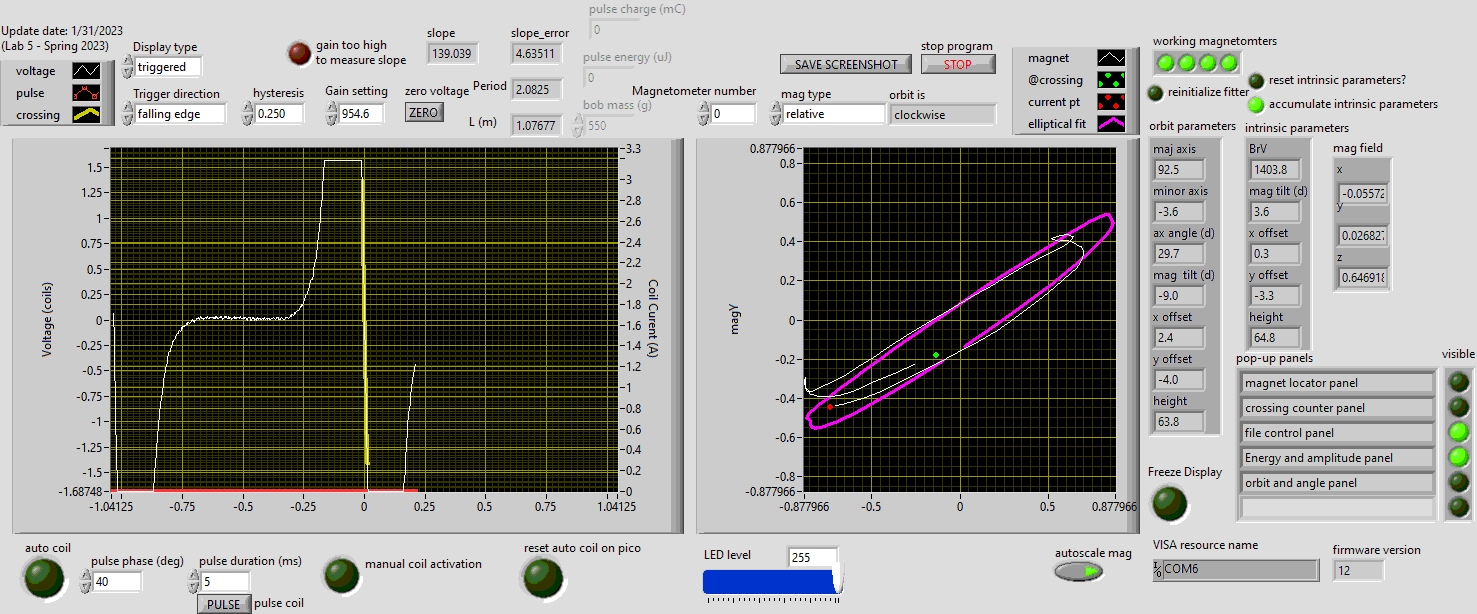 Update date: 1/31/2023
(Lab 5 - Spring 2023)
voltage
pulse
crossing
Display type
triggered
Trigger direction
falling edge
gain too high
to measure slope
hysteresis
0.250
Gain setting
954.6
slope
139.039
zero voltage
ZERO
slope_error
4.63511
Period
2.0825
L (m)
1.07677
pulse charge (mC)
0
pulse energy (uJ)
0
bob mass (g)
550
Magnetometer number
0
SAVE SCREENSHOT
stop program
STOP
mag type
relative
orbit is
clockwise
magnet
@crossing
current pt
elliptical fit
working magnetomters
reset intrinsic parameters?
reinitialize fitter
accumulate intrinsic parameters
orbit parameters
maj axis
92.5
minor axis
-3.6
ax angle (d)
29.7
mag tilt (d)
-9.0
x offset
2.4
y offset
-4.0
height
63.8
intrinsic parameters
BrV
1403.8
mag tilt (d)
3.6
x offset
0.3
y offset
-3.3
height
64.8
mag field
x
-0.05572
y
0.026827
z
0.646918
Voltage (coils)
1.5
1.25
1
0.75
0.5
0.25
0
-0.25
-0.5
-0.75
-1
-1.25
-1.5
-1.68748
-1.04125
-0.75
-0.5
-0.25
0
0.25
0.5
0.75
1.04125
3.3
3
2.8
2.6
2.4
2.2
2
1.8
1.6
1.4
1.2
1
0.8
0.6
0.4
0.2
0
Coil Curent (A)
magy
0.877966
0.8
0.4
0.2
0
-0.2
-0.4
-0.6
-0.8
-0.877966
-0.877966
-0.5
0
0.5
0.877966
pop-up panels
visible
magnet locator panel
crossing counter panel
file control panel
Energy and amplitude panel
orbit and angle panel
Freeze Display
auto coil
pulse phase (deg)
40
pulse duration (ms)
5
PULSE
pulse coil
manual coil activation
reset auto coil on pico
LED level
255
autoscale mag
VISA resource name
COM6
firmware version
12